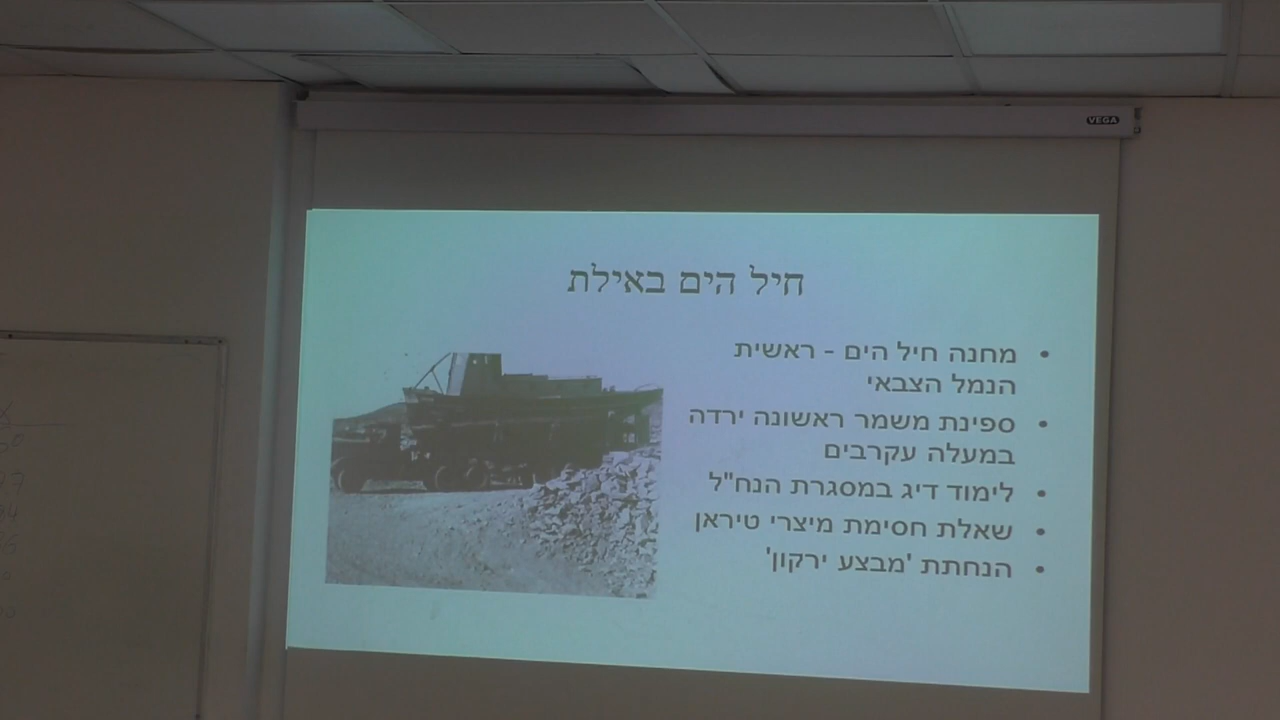 VEGA
חיל הים באילת
• מחנה חיל הים - ראשית
הנמל הצבאי
• ספינת משמר ראשונה ירדה
במעלה עקרבים
• לימוד דיג במסגרת הנח"ל
• שאלת חסימת מיצרי טיראן
• הנחתת 'מבצע ירקון'